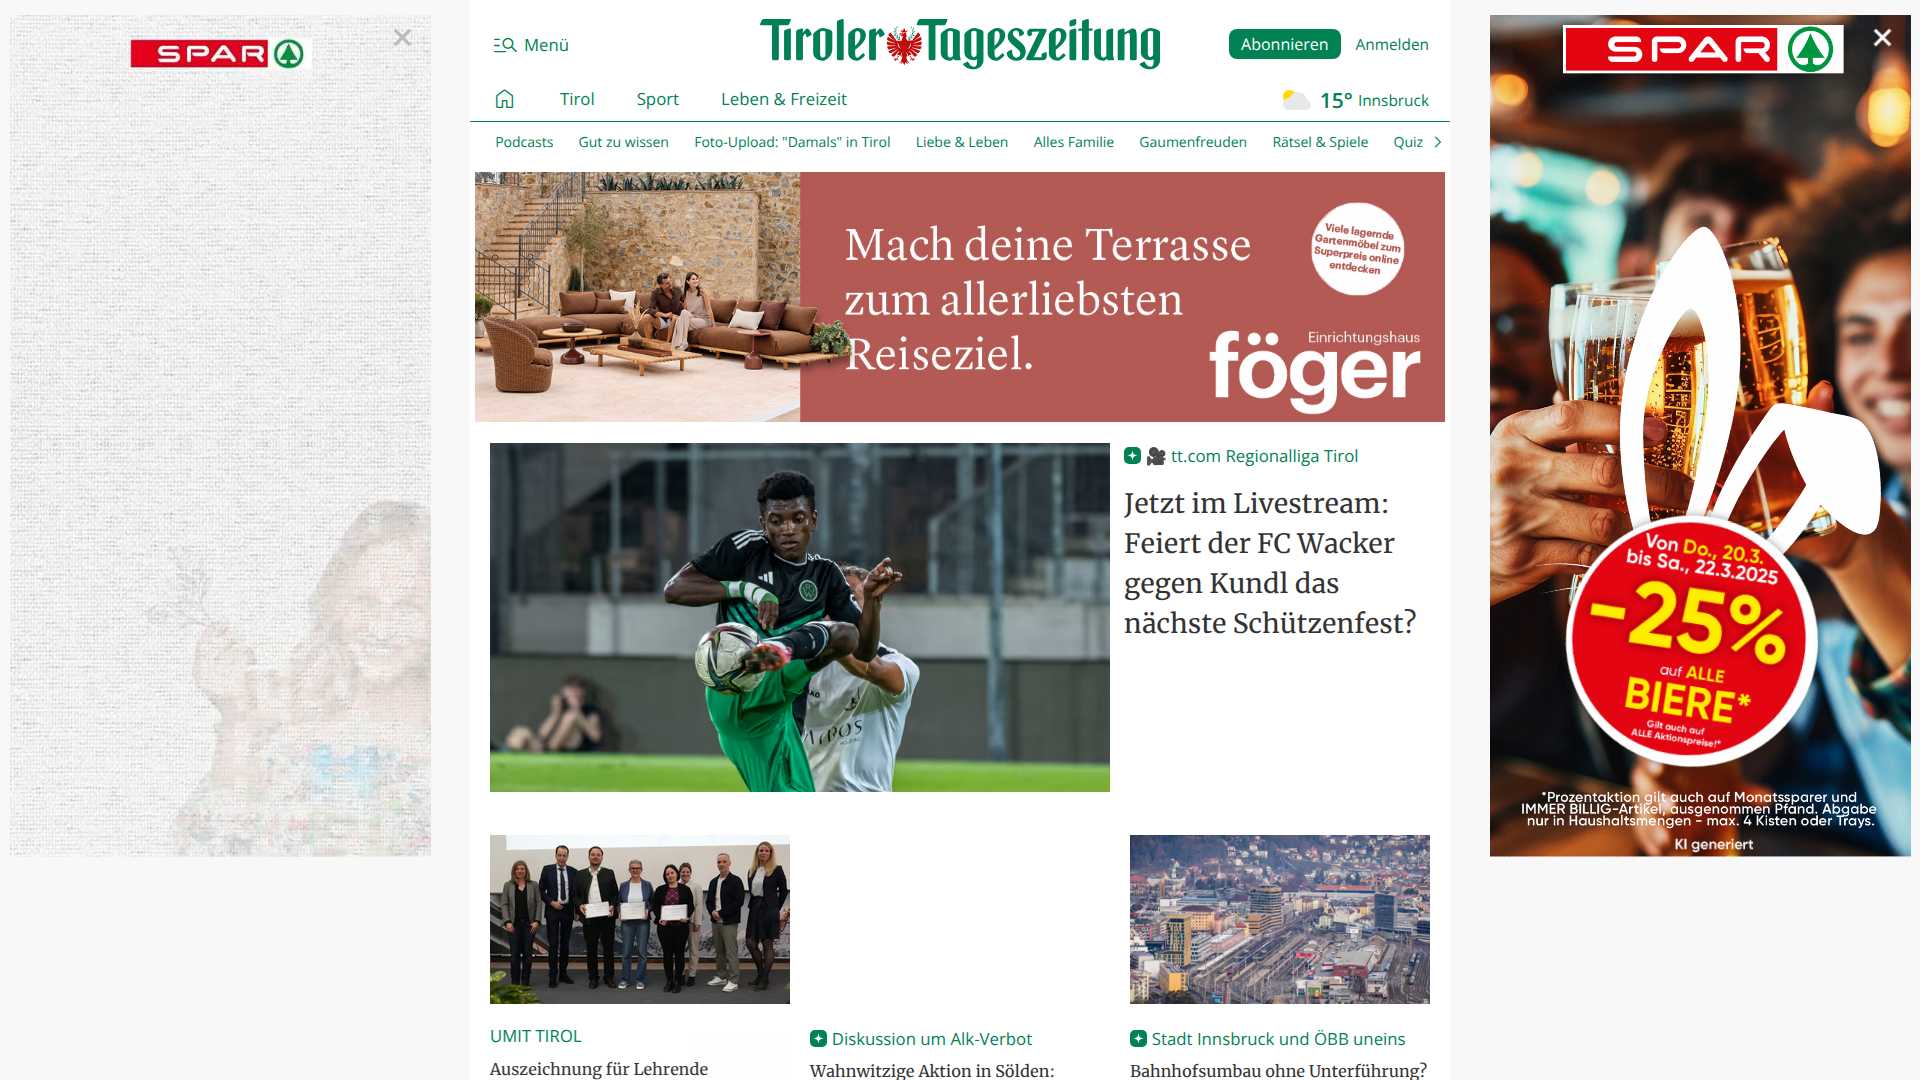 SPAR
Menü
Tiroler Tageszeitung
Abonnieren
Anmelden
Tirol
Sport
Leben & Freizeit
15° Innsbruck
Podcasts
Gut zu wissen
Foto-Upload: "Damals" in Tirol
Liebe & Leben
Alles Familie
Gaumenfreuden
Rätsel & Spiele
Quiz
Mach deine Terrasse
zum allerliebsten
Reiseziel.
Viele lagernde
Gartenmöbel zum
Superpreis online
entdecken
Einrichtungshaus
föger
tt.com Regionalliga Tirol
Jetzt im Livestream:
Feiert der FC Wacker
gegen Kundl das
nächste Schützenfest?
UMIT TIROL
Auszeichnung für Lehrende
Diskussion um Alk-Verbot
Wahnwitzige Aktion in Sölden:
Stadt Innsbruck und ÖBB uneins
Bahnhofsumbau ohne Unterführung?
SPAR
Von Do., 20.3.
bis Sa., 22.3.2025
-25%
auf ALLE
BIERE*
Gilt auch auf
ALLE Aktionspreise!*
*Prozentaktion gilt auch auf Monatssparer und
IMMER BILLIG-Artikel, ausgenommen Pfand. Abgabe
nur in Haushaltsmengen - max. 4 Kisten oder Trays.
KI generiert